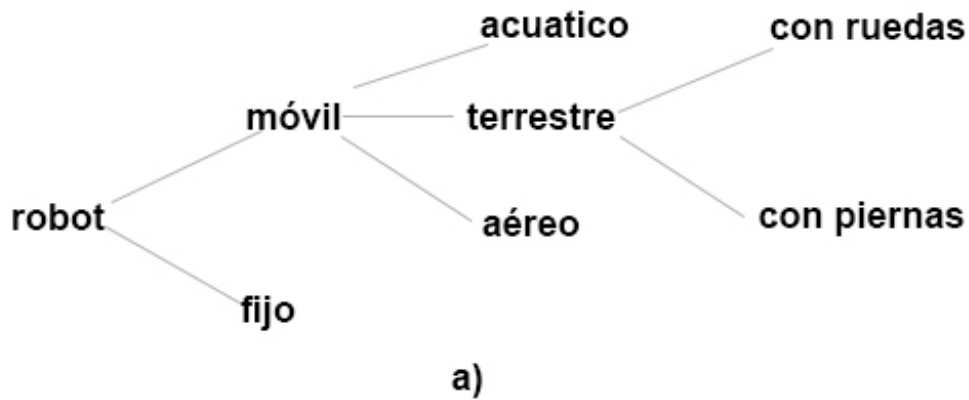 acuatico
con ruedas
móvil
terrestre
robot
aéreo
con piernas
fijo
a)